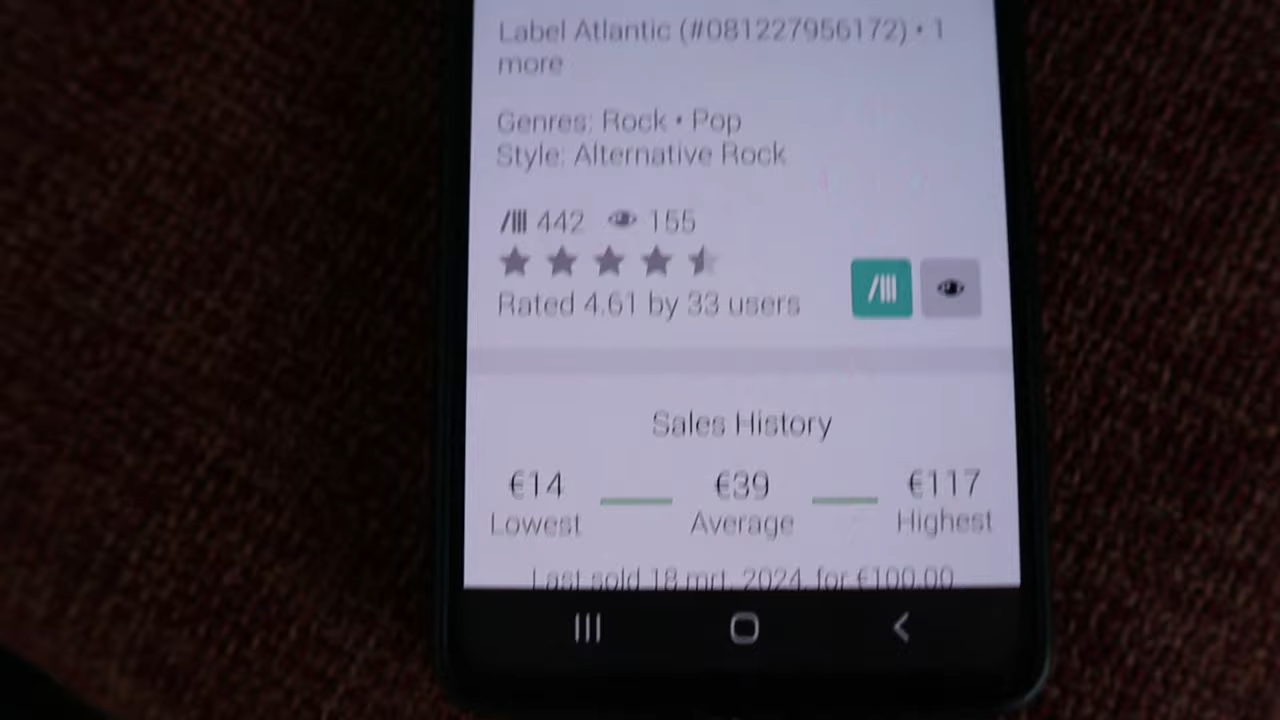 Label Atlantic (#081227956172) • 1
more
Genres: Rock • Pop
Style: Alternative Rock
442 155
Rated 4.61 by 33 users
Sales History
€14 €39 €117
Lowest Average Highest
Last sold 18 mrt. 2024, for €100.00